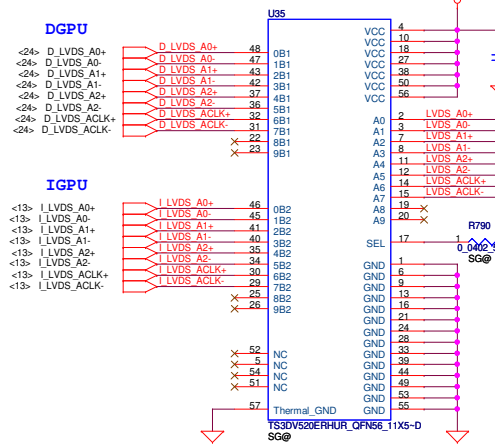 U35
DGPU
<24> D_LVDS_A0+ D_LVDS_A0+ 48 0B1
<24> D_LVDS_A0- D_LVDS_A0- 47 1B1
<24> D_LVDS_A1+ D_LVDS_A1+ 43 2B1
<24> D_LVDS_A1- D_LVDS_A1- 42 3B1
<24> D_LVDS_A2+ D_LVDS_A2+ 37 4B1
<24> D_LVDS_A2- D_LVDS_A2- 36 5B1
<24> D_LVDS_ACLK+ D_LVDS_ACLK+ 32 6B1
<24> D_LVDS_ACLK- D_LVDS_ACLK- 31 7B1
22 8B1
23 9B1
VCC 4
VCC 10
VCC 18
VCC 27
VCC 38
VCC 50
VCC 56
A0 2 LVDS_A0+
A1 3 LVDS_A0-
A2 7 LVDS_A1+
A3 8 LVDS_A1-
A4 11 LVDS_A2+
A5 12 LVDS_A2-
A6 14 LVDS_ACLK+
A7 15 LVDS_ACLK-
A8 19
A9 20
IGPU
<13> I_LVDS_A0+ I_LVDS_A0+ 46 0B2
<13> I_LVDS_A0- I_LVDS_A0- 45 1B2
<13> I_LVDS_A1+ I_LVDS_A1+ 41 2B2
<13> I_LVDS_A1- I_LVDS_A1- 40 3B2
<13> I_LVDS_A2+ I_LVDS_A2+ 35 4B2
<13> I_LVDS_A2- I_LVDS_A2- 34 5B2
<13> I_LVDS_ACLK+ I_LVDS_ACLK+ 30 6B2
<13> I_LVDS_ACLK- I_LVDS_ACLK- 29 7B2
25 8B2
26 9B2
SEL 17 1
R790
0_0402_
SG@
GND 1
GND 6
GND 9
GND 13
GND 16
GND 21
GND 24
GND 28
GND 33
GND 39
GND 44
GND 49
GND 53
GND 55
52 NC
5 NC
54 NC
51 NC
57 Thermal_GND
TS3DV520ERHUR_QFN56_11X5~D
SG@